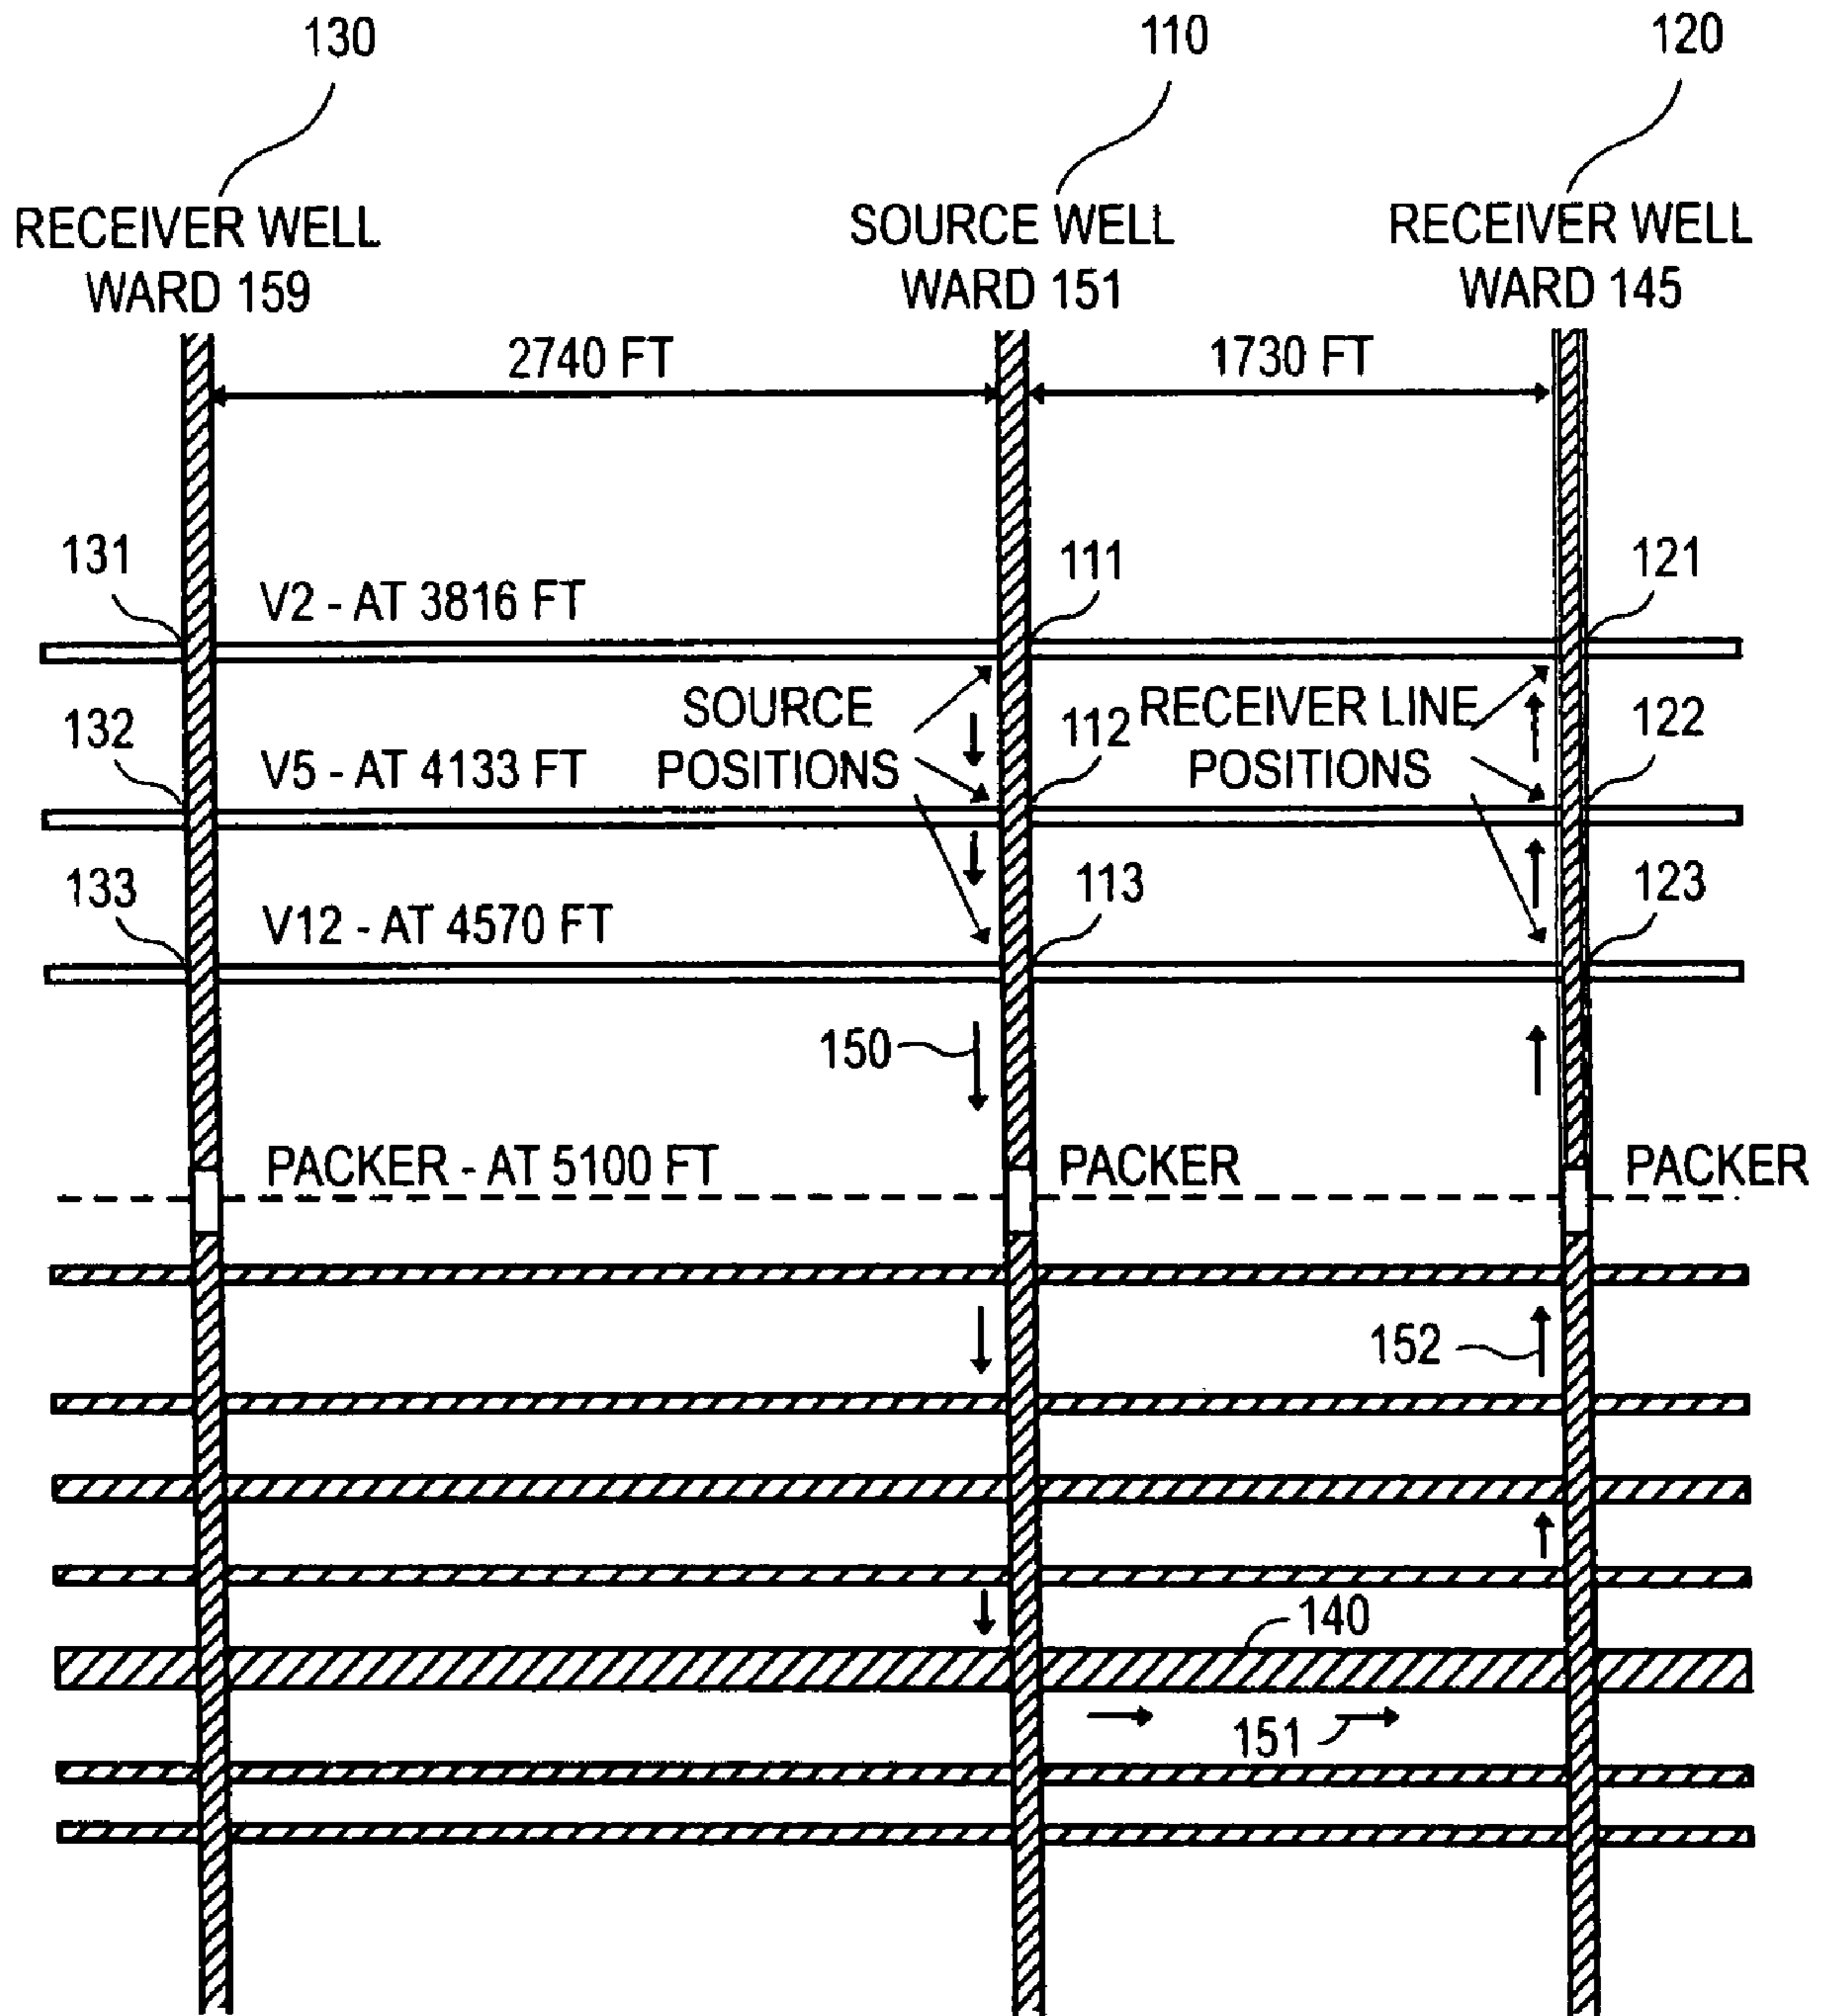 130
110
120
RECEIVER WELL
WARD 159
SOURCE WELL
WARD 151
RECEIVER WELL
WARD 145
2740 FT
1730 FT
131
111
121
V2 - AT 3816 FT
SOURCE
POSITIONS
RECEIVER LINE
POSITIONS
132
112
122
V5 - AT 4133 FT
133
113
123
V12 - AT 4570 FT
150
PACKER - AT 5100 FT
PACKER
PACKER
152
140
151